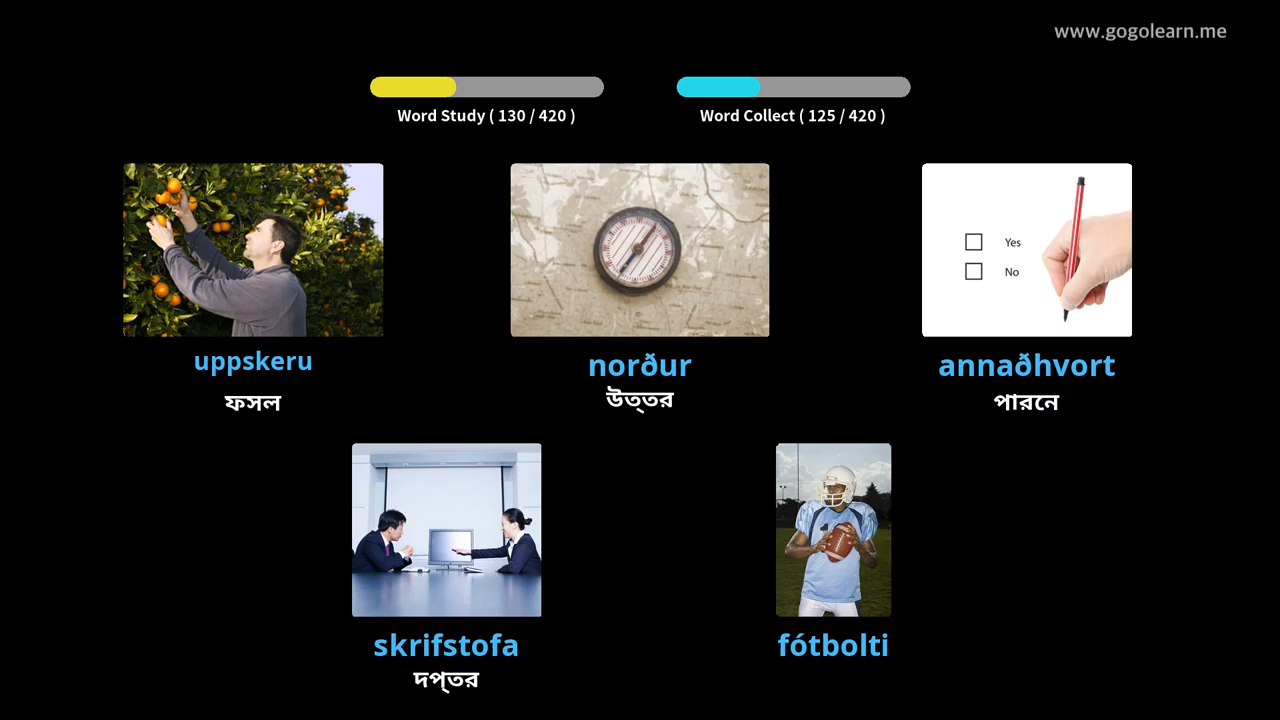 www.gogolearn.me
Word Study ( 130 / 420 )
Word Collect ( 125 / 420 )
Yes
No
uppskeru
norður
annaðhvort
ফসল
উত্তর
পারনে
skrifstofa
fótbolti
দপ্তর